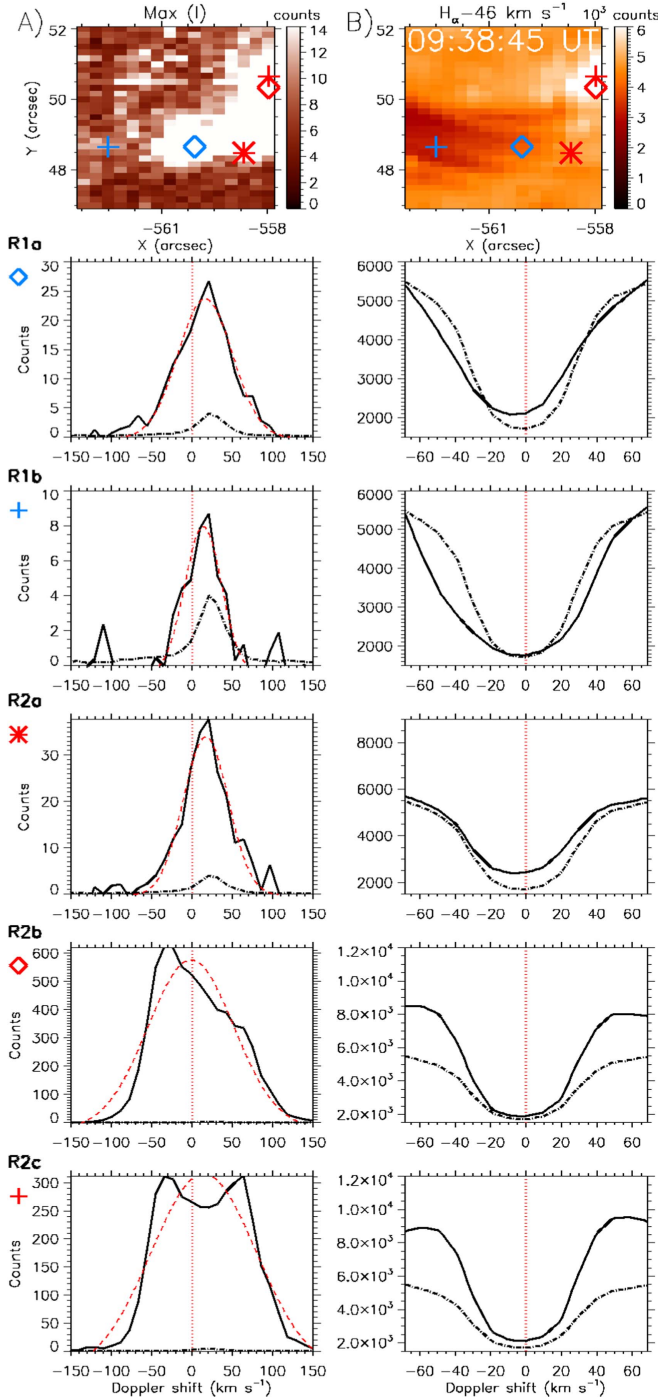 A) Max (I) counts B) Hα−46 km s⁻¹ 10³ counts
52
50
48
Y (arcsec)
14
12
10
8
6
4
2
0
09:38:45 UT
6
5
4
3
2
1
0
−561 −558 −561 −558
X (arcsec) X (arcsec)
R1a
30
25
20
15
10
5
0
Counts
−150 −100 −50 0 50 100 150
6000
5000
4000
3000
2000
−60 −40 −20 0 20 40 60
R1b
10
8
6
4
2
0
Counts
−150 −100 −50 0 50 100 150
6000
5000
4000
3000
2000
−60 −40 −20 0 20 40 60
R2a
30
20
10
0
Counts
−150 −100 −50 0 50 100 150
8000
6000
4000
2000
−60 −40 −20 0 20 40 60
R2b
600
500
400
300
200
100
0
Counts
−150 −100 −50 0 50 100 150
1.2×10⁴
1.0×10⁴
8.0×10³
6.0×10³
4.0×10³
2.0×10³
−60 −40 −20 0 20 40 60
R2c
300
250
200
150
100
50
0
Counts
−150 −100 −50 0 50 100 150
Doppler shift (km s⁻¹)
1.2×10⁴
1.0×10⁴
8.0×10³
6.0×10³
4.0×10³
2.0×10³
−60 −40 −20 0 20 40 60
Doppler shift (km s⁻¹)